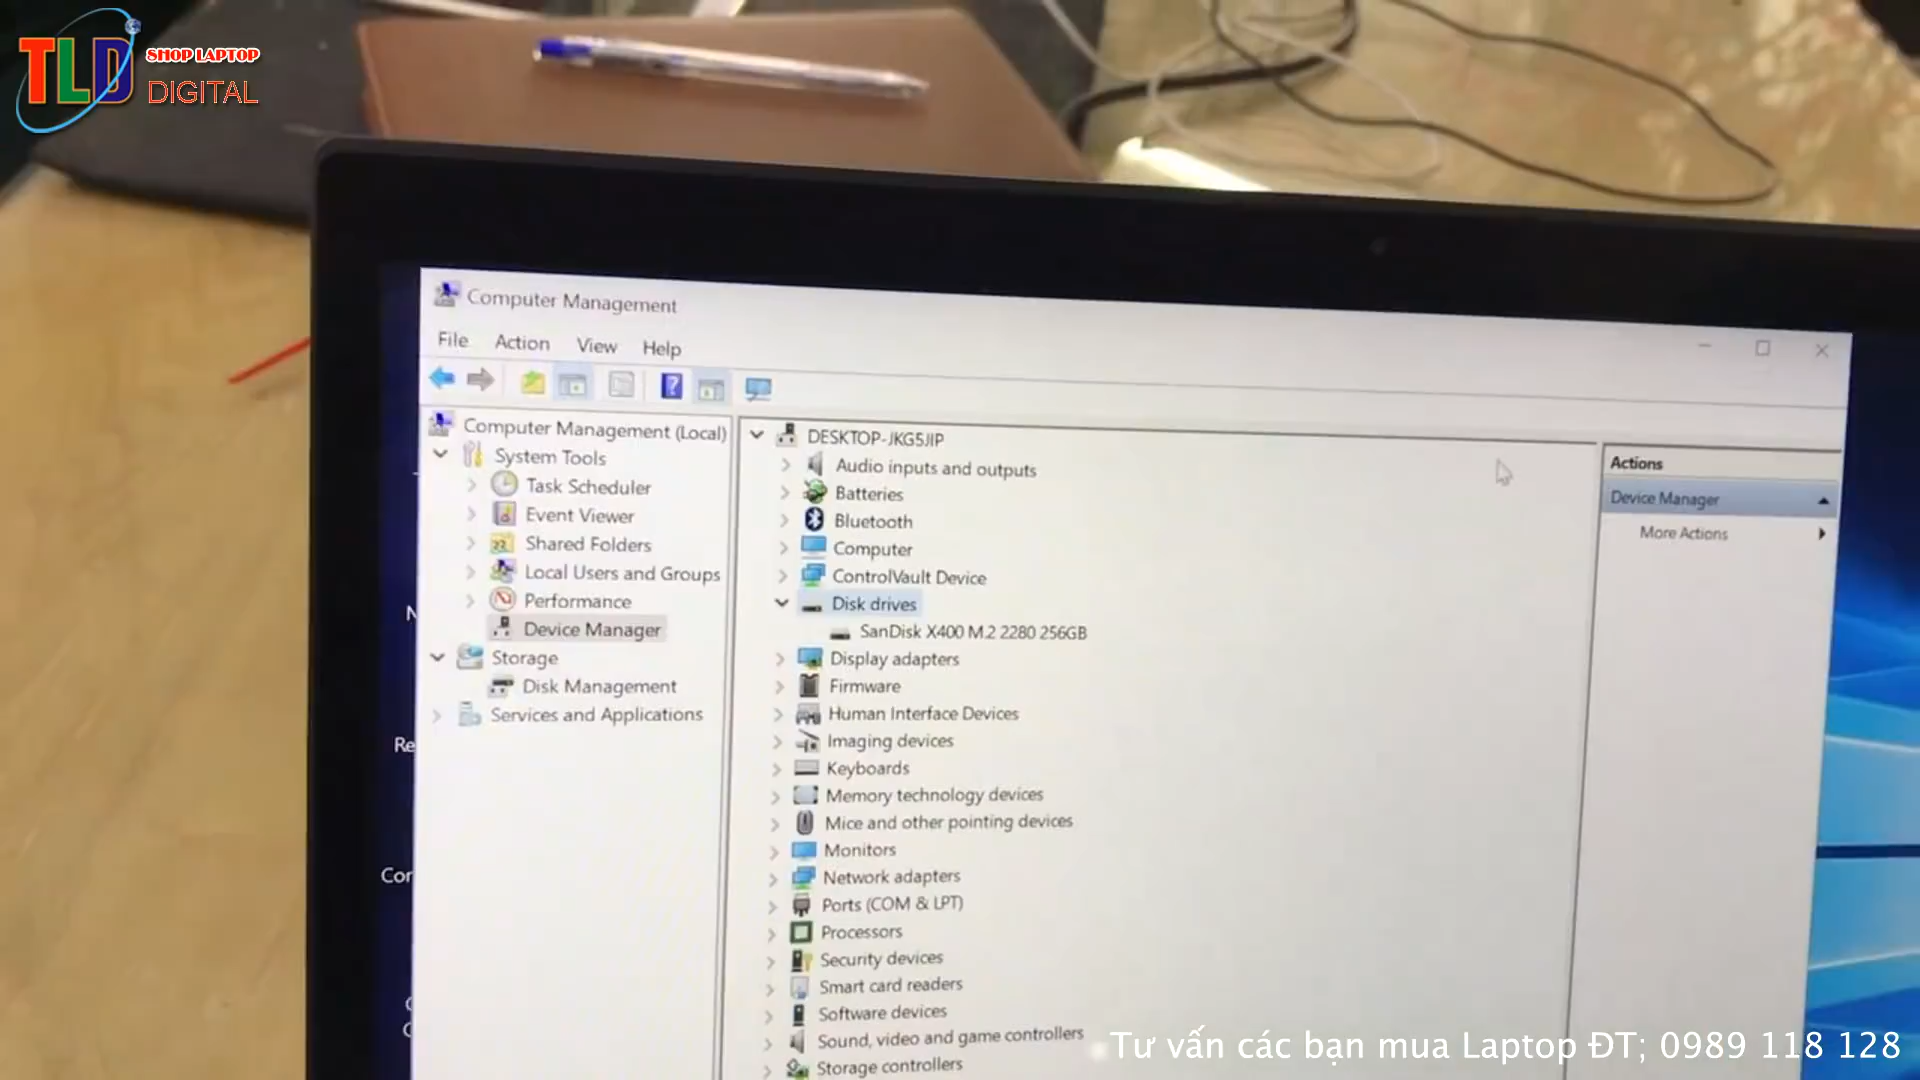 TLD
SHOP LAPTOP
DIGITAL
Computer Management
File Action View Help
Computer Management (Local)
System Tools
Task Scheduler
Event Viewer
Shared Folders
Local Users and Groups
Performance
Device Manager
Storage
Disk Management
Services and Applications
DESKTOP-JKG5JIP
Audio inputs and outputs
Batteries
Bluetooth
Computer
ControlVault Device
Disk drives
SanDisk X400 M.2 2280 256GB
Display adapters
Firmware
Human Interface Devices
Imaging devices
Keyboards
Memory technology devices
Mice and other pointing devices
Monitors
Network adapters
Ports (COM & LPT)
Processors
Security devices
Smart card readers
Software devices
Sound, video and game controllers
Storage controllers
Actions
Device Manager
More Actions
Re
Cor
Tư vấn các bạn mua Laptop ĐT; 0989 118 128